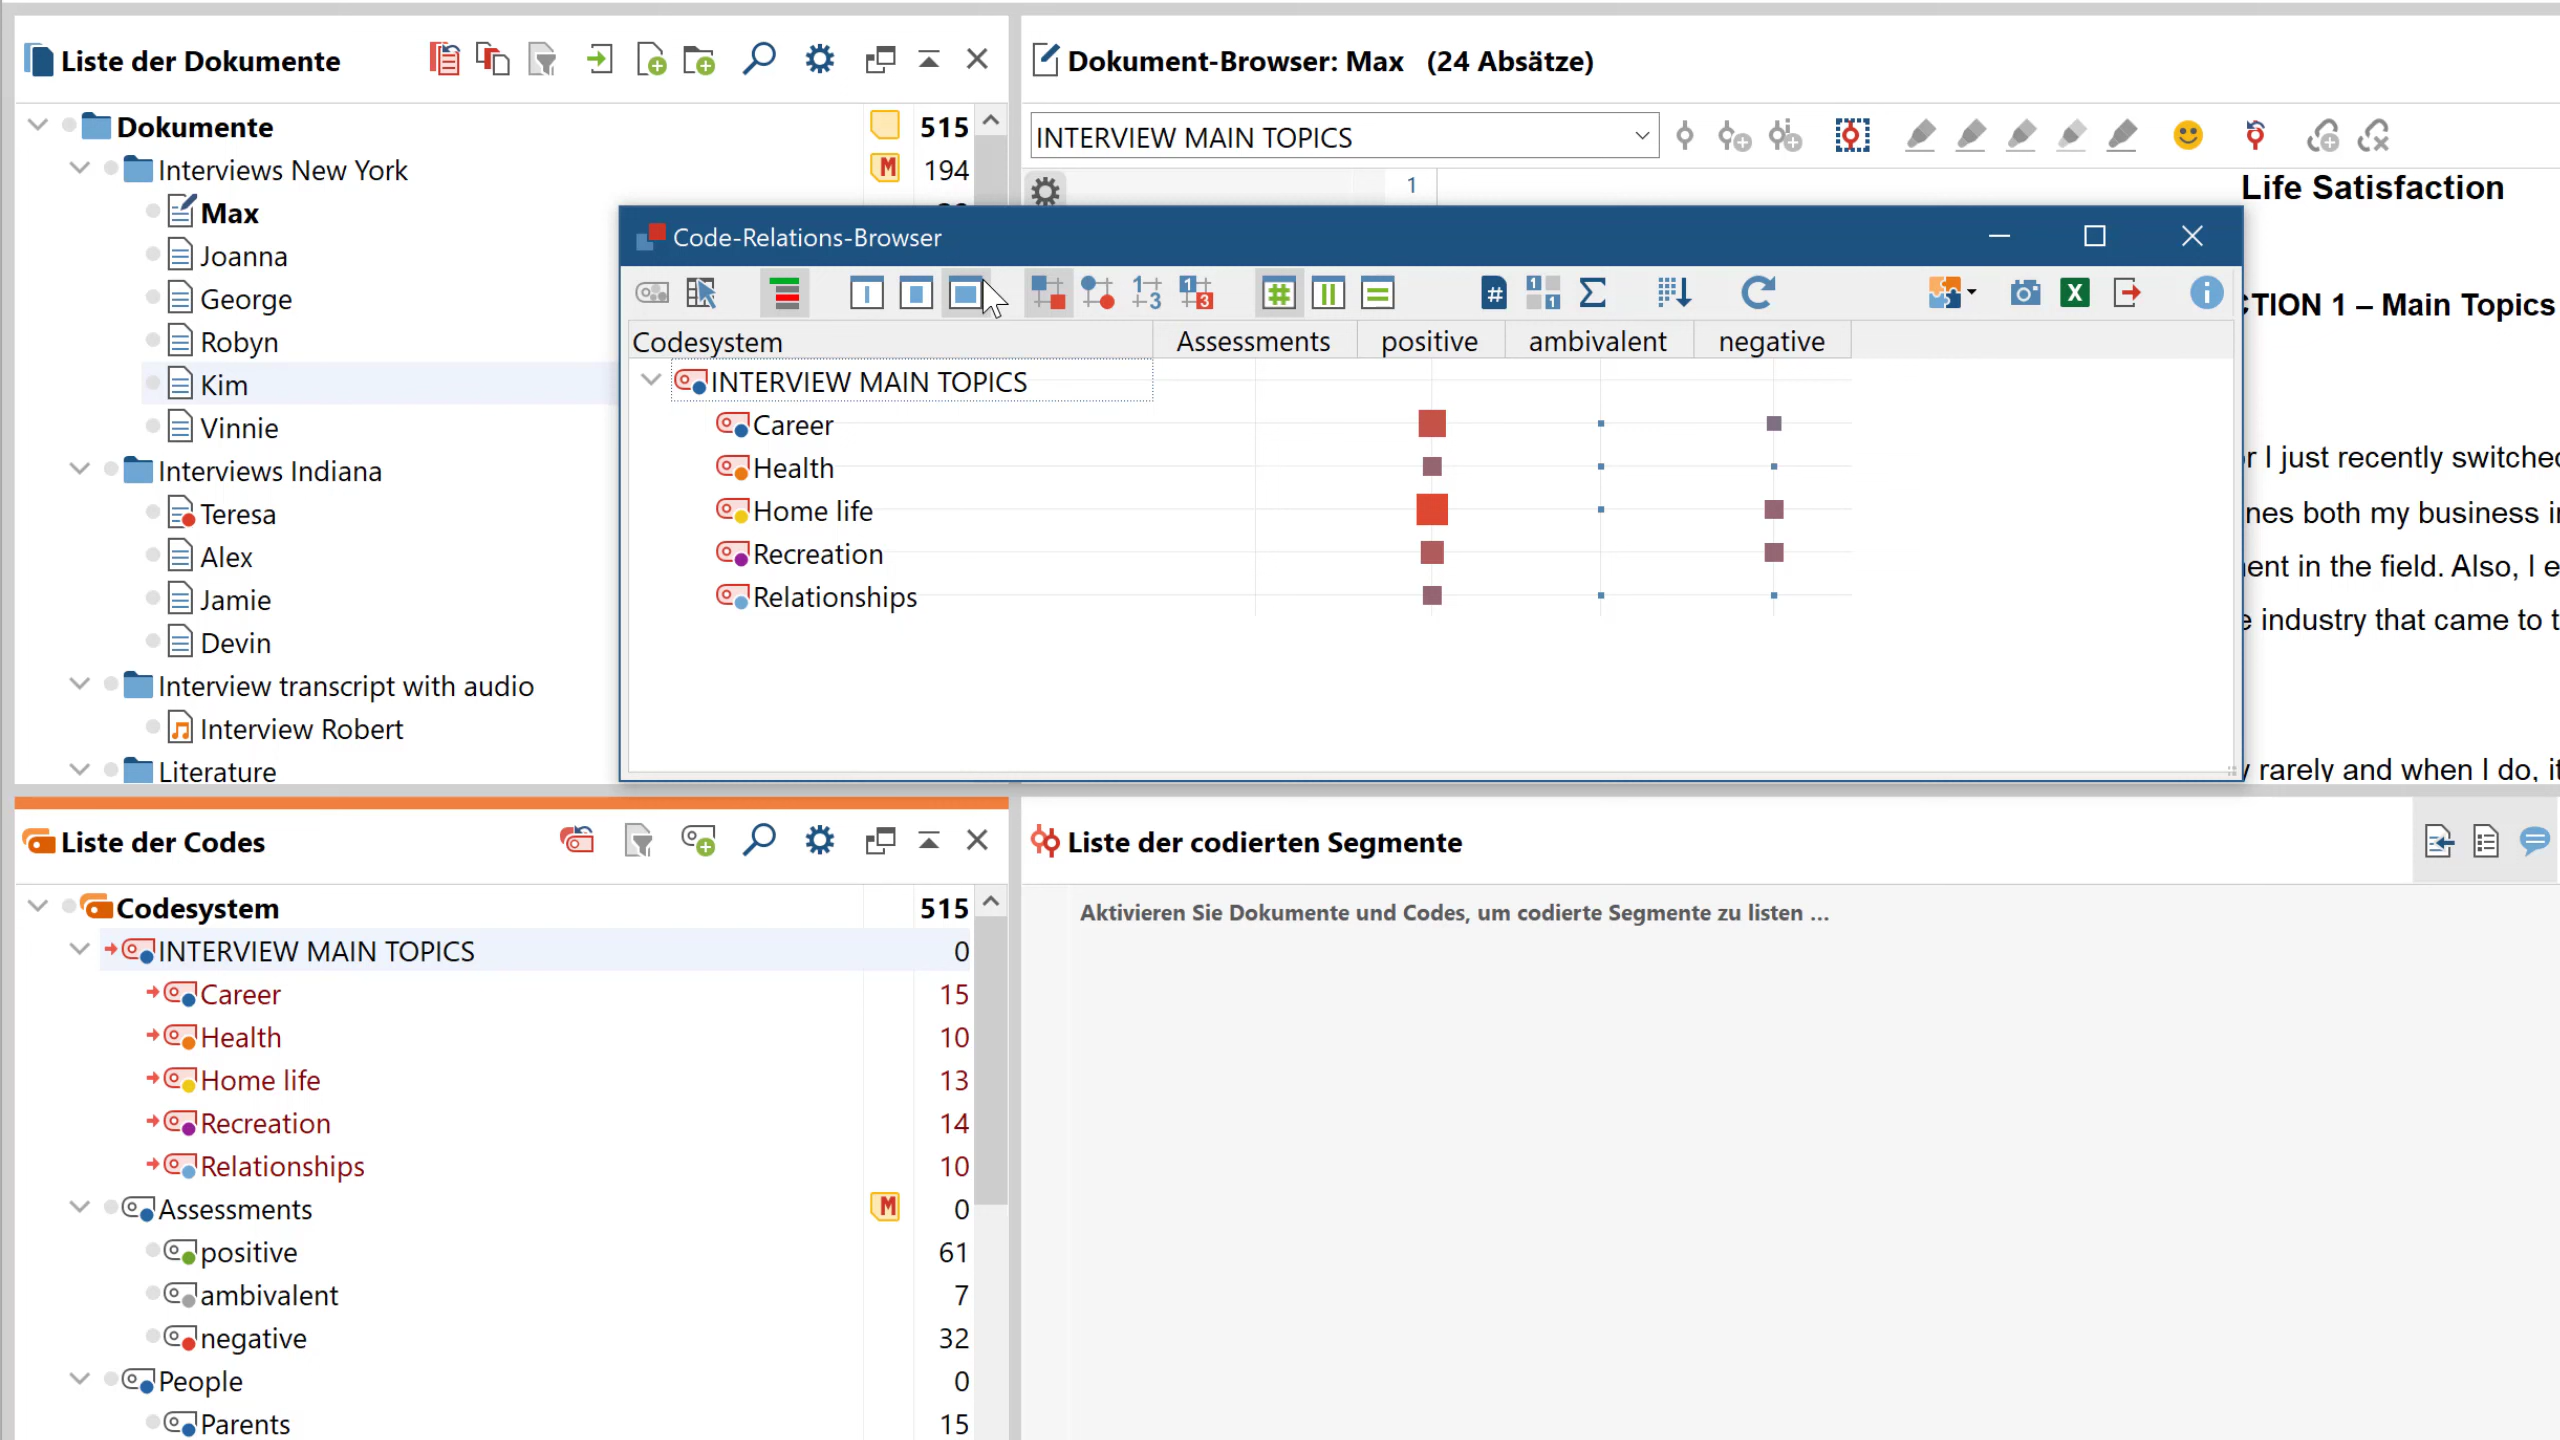 Liste der Dokumente
Dokumente 515
Interviews New York M 194
Max
Joanna
George
Robyn
Kim
Vinnie
Interviews Indiana
Teresa
Alex
Jamie
Devin
Interview transcript with audio
Interview Robert
Literature
Dokument-Browser: Max (24 Absätze)
INTERVIEW MAIN TOPICS
1
Life Satisfaction
TION 1 – Main Topics
I just recently switched
both my business
in the field. Also, I
industry that came to
rarely and when I do,
Code-Relations-Browser
Codesystem Assessments positive ambivalent negative
INTERVIEW MAIN TOPICS
Career
Health
Home life
Recreation
Relationships
Liste der Codes
Codesystem 515
INTERVIEW MAIN TOPICS 0
Career 15
Health 10
Home life 13
Recreation 14
Relationships 10
Assessments M 0
positive 61
ambivalent 7
negative 32
People 0
Parents 15
Liste der codierten Segmente
Aktivieren Sie Dokumente und Codes, um codierte Segmente zu listen ...